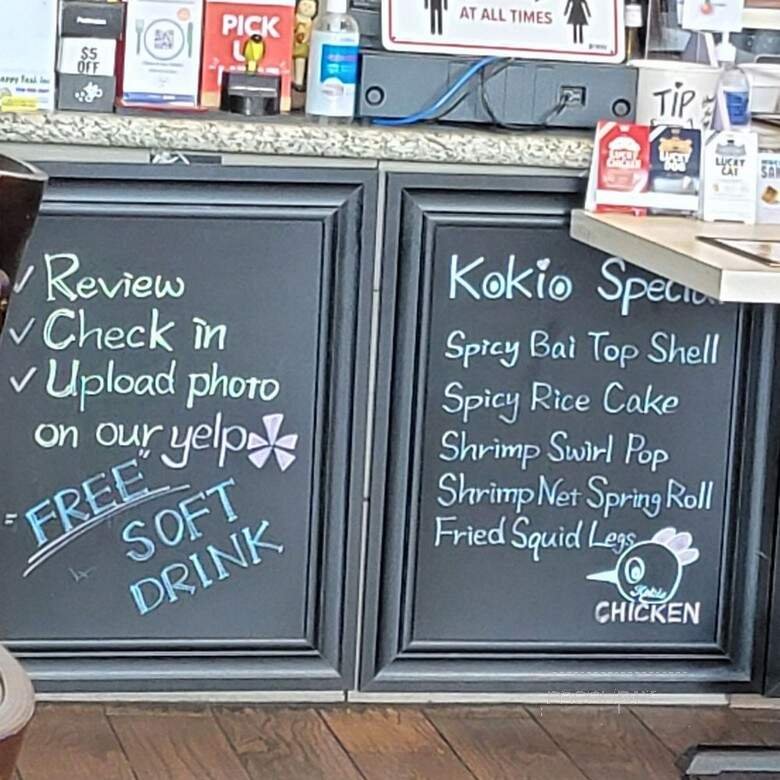 AT ALL TIMES
$5
OFF
PICK
TIP
LUCKY
CHICKEN
LUCKY
DOG
LUCKY
CAT
✓ Review
✓ Check in
✓ Upload photo
on our yelp
= "FREE"
SOFT
DRINK
Kokio Specia
Spicy Bai Top Shell
Spicy Rice Cake
Shrimp Swirl Pop
Shrimp Net Spring Roll
Fried Squid Legs
Kokio
CHICKEN